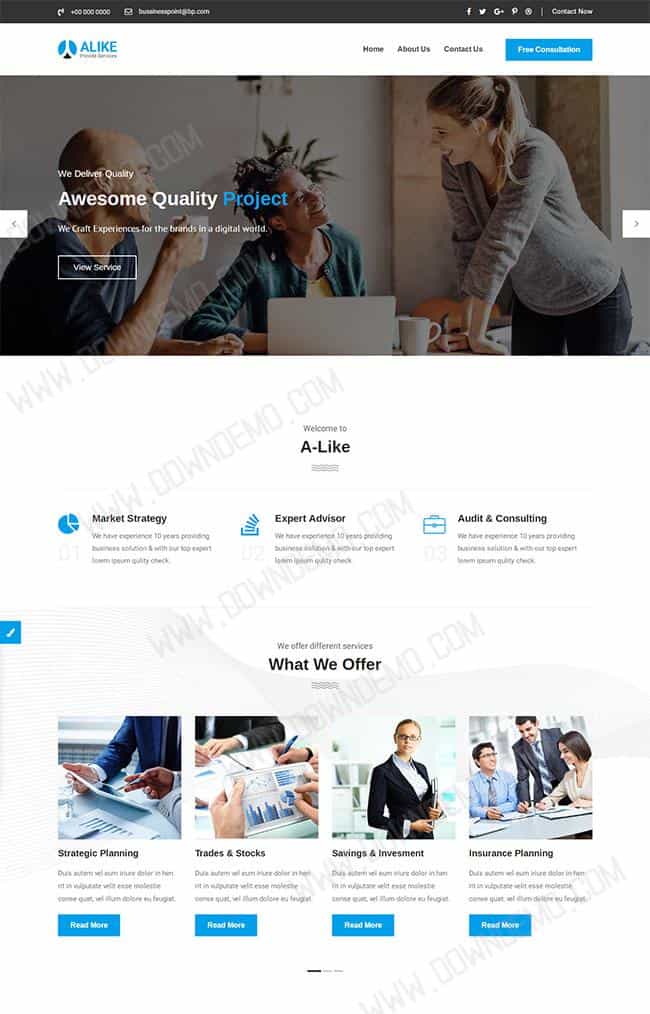 +00 000 0000
bussinesspoint@bp.com
Contact Now
ALIKE
Provide Services
Home
About Us
Contact Us
Free Consultation
We Deliver Quality
Awesome Quality Project
We Craft Experiences for the brands in a digital world.
View Service
Welcome to
A-Like
Market Strategy
We have experience 10 years providing
business solution & with our top expert
lorem ipsum qulity check.
01
Expert Advisor
We have experience 10 years providing
business solution & with our top expert
lorem ipsum qulity check.
02
Audit & Consulting
We have experience 10 years providing
business solution & with our top expert
lorem ipsum qulity check.
03
We offer different services
What We Offer
Strategic Planning
Duis autem vel eum iriure dolor in hen
rit in vulputate velit esse molestie
conse quat, vel illum dolore eu feugiat.
Read More
Trades & Stocks
Duis autem vel eum iriure dolor in hen
rit in vulputate velit esse molestie
conse quat, vel illum dolore eu feugiat.
Read More
Savings & Invesment
Duis autem vel eum iriure dolor in hen
rit in vulputate velit esse molestie
conse quat, vel illum dolore eu feugiat.
Read More
Insurance Planning
Duis autem vel eum iriure dolor in hen
rit in vulputate velit esse molestie
conse quat, vel illum dolore eu feugiat.
Read More
WWW.DOWNDEMO.COM
WWW.DOWNDEMO.COM
WWW.DOWNDEMO.COM
WWW.DOWNDEMO.COM